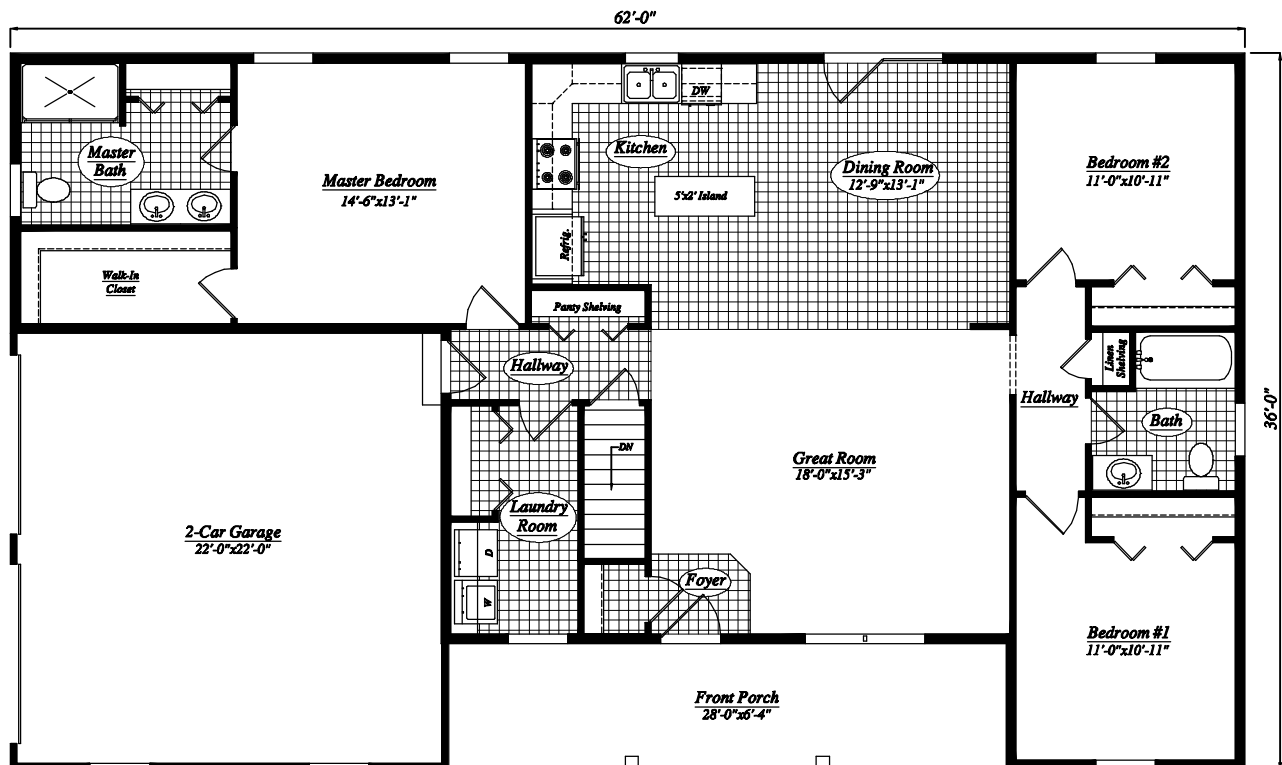 62'-0"
DW
Master
Bath
Kitchen
Master Bedroom
14'-6"x13'-1"
Dining Room
12'-9"x13'-1"
Bedroom #2
11'-0"x10'-11"
5'x2' Island
Refrig.
Walk-In
Closet
Panty Shelving
Hallway
Linen
Shelving
Hallway
Bath
36'-0"
DN
Great Room
18'-0"x15'-3"
Laundry
Room
2-Car Garage
22'-0"x22'-0"
D
W
Foyer
Bedroom #1
11'-0"x10'-11"
Front Porch
28'-0"x6'-4"